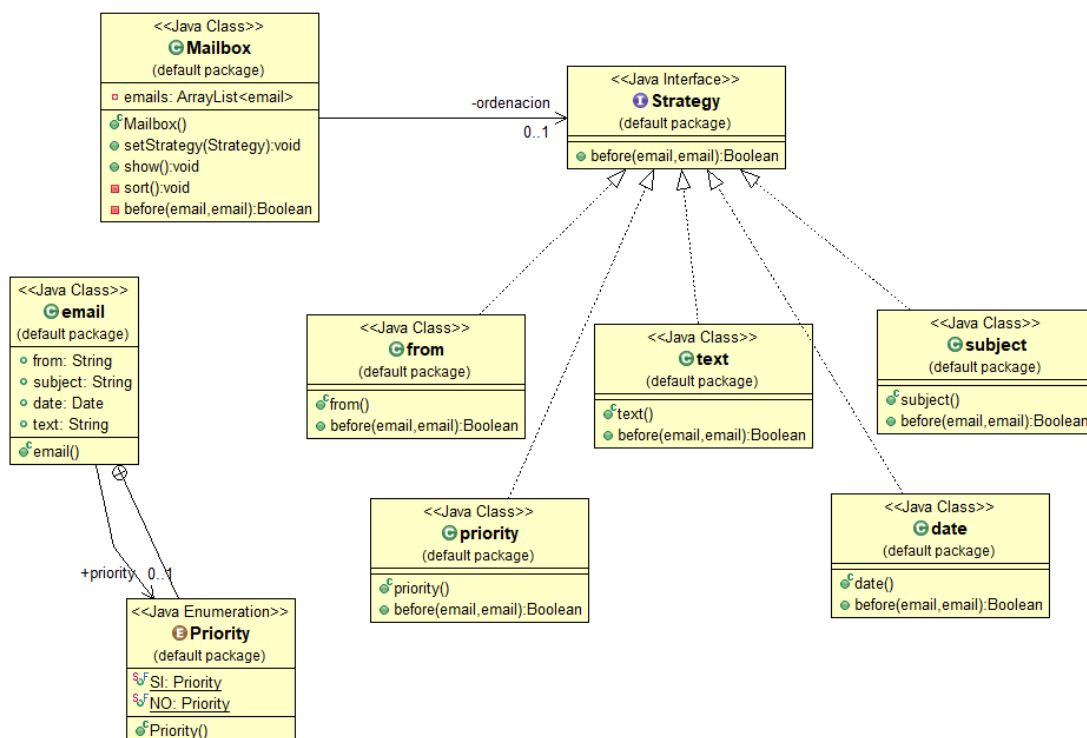 <<Java Class>>
Mailbox
(default package)
emails: ArrayList<email>
Mailbox()
setStrategy(Strategy):void
show():void
sort():void
before(email,email):Boolean
-ordenacion
0..1
<<Java Interface>>
Strategy
(default package)
before(email,email):Boolean
<<Java Class>>
email
(default package)
from: String
subject: String
date: Date
text: String
email()
<<Java Class>>
from
(default package)
from()
before(email,email):Boolean
<<Java Class>>
text
(default package)
text()
before(email,email):Boolean
<<Java Class>>
subject
(default package)
subject()
before(email,email):Boolean
<<Java Class>>
priority
(default package)
priority()
before(email,email):Boolean
<<Java Class>>
date
(default package)
date()
before(email,email):Boolean
+priority
0..1
<<Java Enumeration>>
Priority
(default package)
SI: Priority
NO: Priority
Priority()